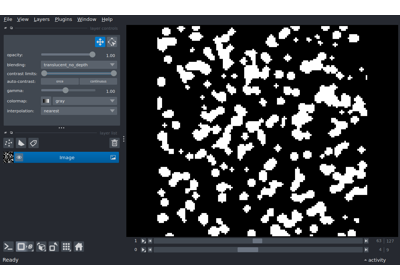 File View Layers Plugins Window Help
opacity: 1.00
blending: translucent_no_depth
contrast limits:
auto-contrast: once continuous
gamma: 1.00
colormap: gray
interpolation: nearest
Image
1
0
Ready activity